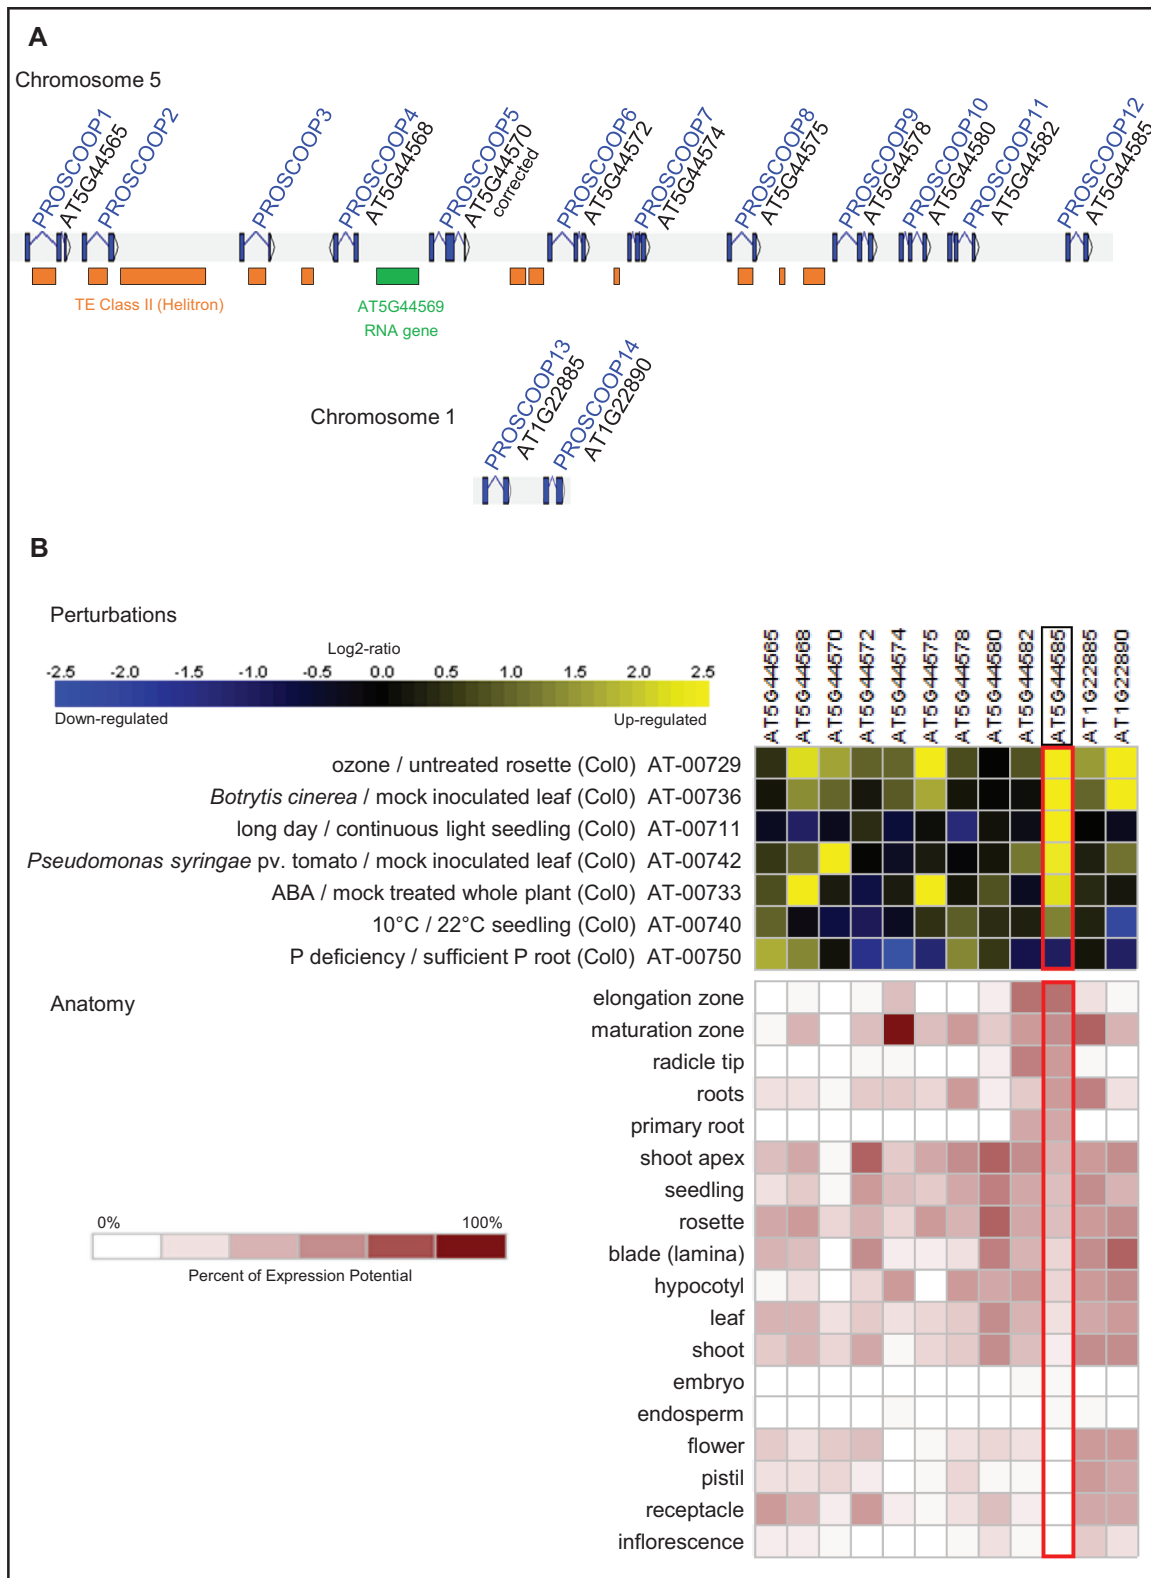 A
Chromosome 5
PROSCOOP1
AT5G44565
PROSCOOP2
PROSCOOP3
PROSCOOP4
AT5G44568
PROSCOOP5
AT5G44570
corrected
PROSCOOP6
AT5G44572
PROSCOOP7
AT5G44574
PROSCOOP8
AT5G44575
PROSCOOP9
AT5G44578
PROSCOOP10
AT5G44580
PROSCOOP11
AT5G44582
PROSCOOP12
AT5G44585
TE Class II (Helitron)
AT5G44569
RNA gene
Chromosome 1
PROSCOOP13
AT1G22885
PROSCOOP14
AT1G22890
B
Perturbations
Log2-ratio
-2.5 -2.0 -1.5 -1.0 -0.5 0.0 0.5 1.0 1.5 2.0 2.5
Down-regulated
Up-regulated
AT5G44565
AT5G44568
AT5G44570
AT5G44572
AT5G44574
AT5G44575
AT5G44578
AT5G44580
AT5G44582
AT5G44585
AT1G22885
AT1G22890
ozone / untreated rosette (Col0) AT-00729
Botrytis cinerea / mock inoculated leaf (Col0) AT-00736
long day / continuous light seedling (Col0) AT-00711
Pseudomonas syringae pv. tomato / mock inoculated leaf (Col0) AT-00742
ABA / mock treated whole plant (Col0) AT-00733
10°C / 22°C seedling (Col0) AT-00740
P deficiency / sufficient P root (Col0) AT-00750
Anatomy
elongation zone
maturation zone
radicle tip
roots
primary root
shoot apex
seedling
rosette
blade (lamina)
hypocotyl
leaf
shoot
embryo
endosperm
flower
pistil
receptacle
inflorescence
0%
100%
Percent of Expression Potential